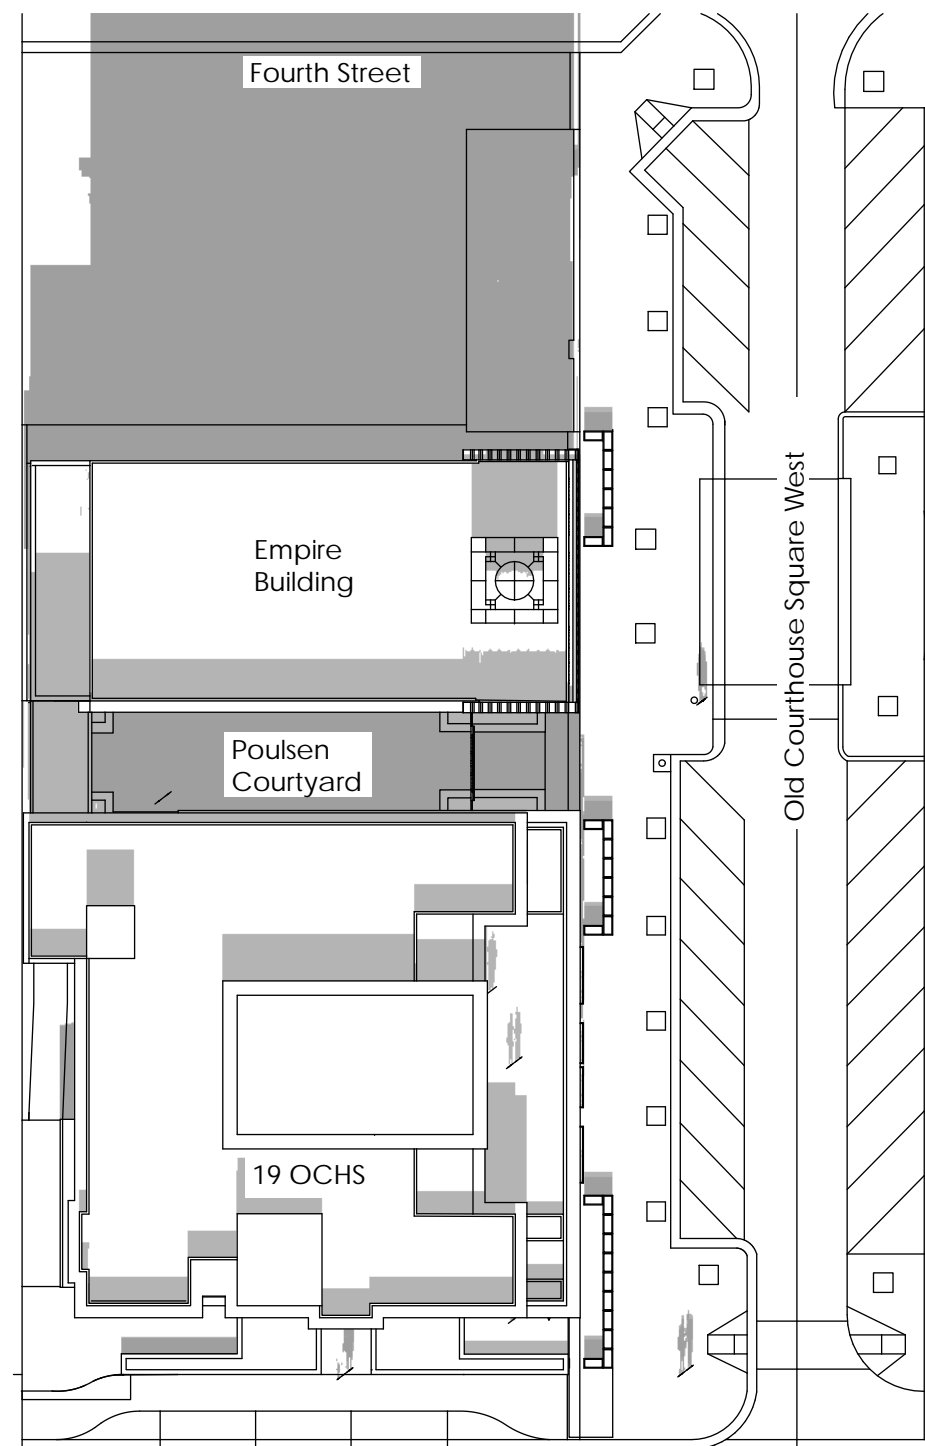 Fourth Street
Empire
Building
Old Courthouse Square West
Poulsen
Courtyard
19 OCHS